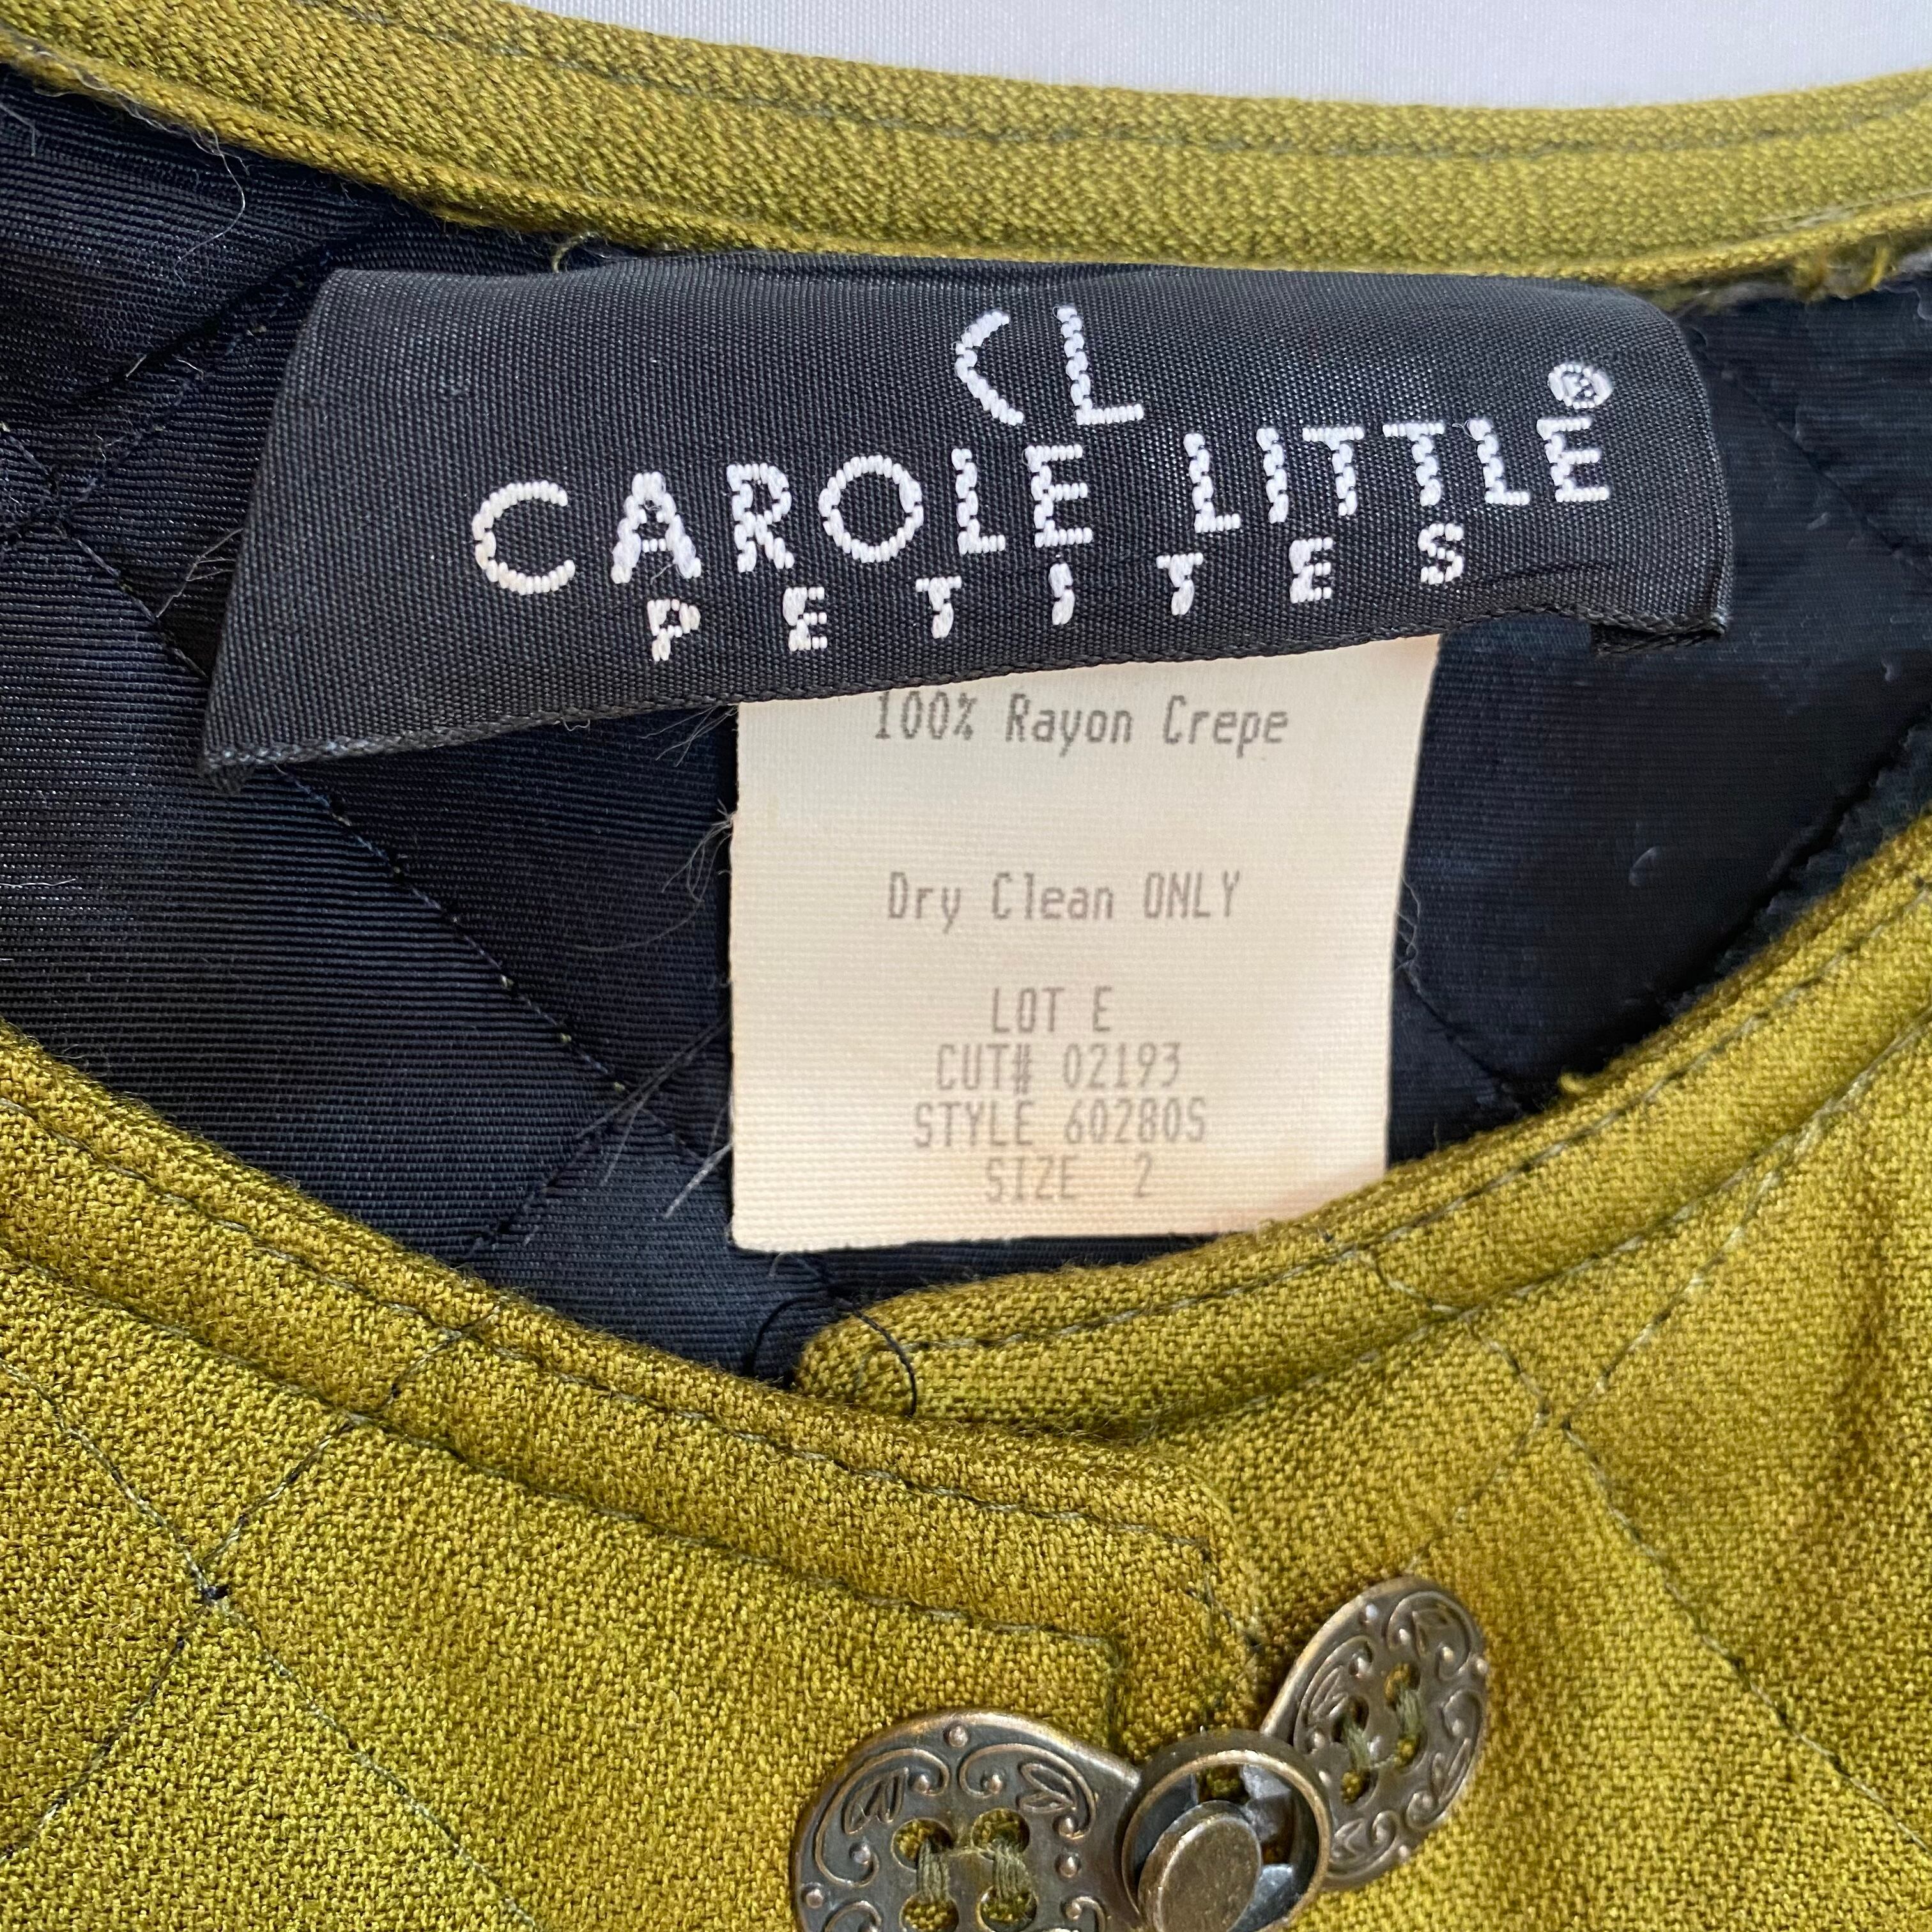 CL
CAROLE LITTLE®
PETITES
100% Rayon Crepe
Dry Clean ONLY
LOT E
CUT# 02193
STYLE 60280S
SIZE 2